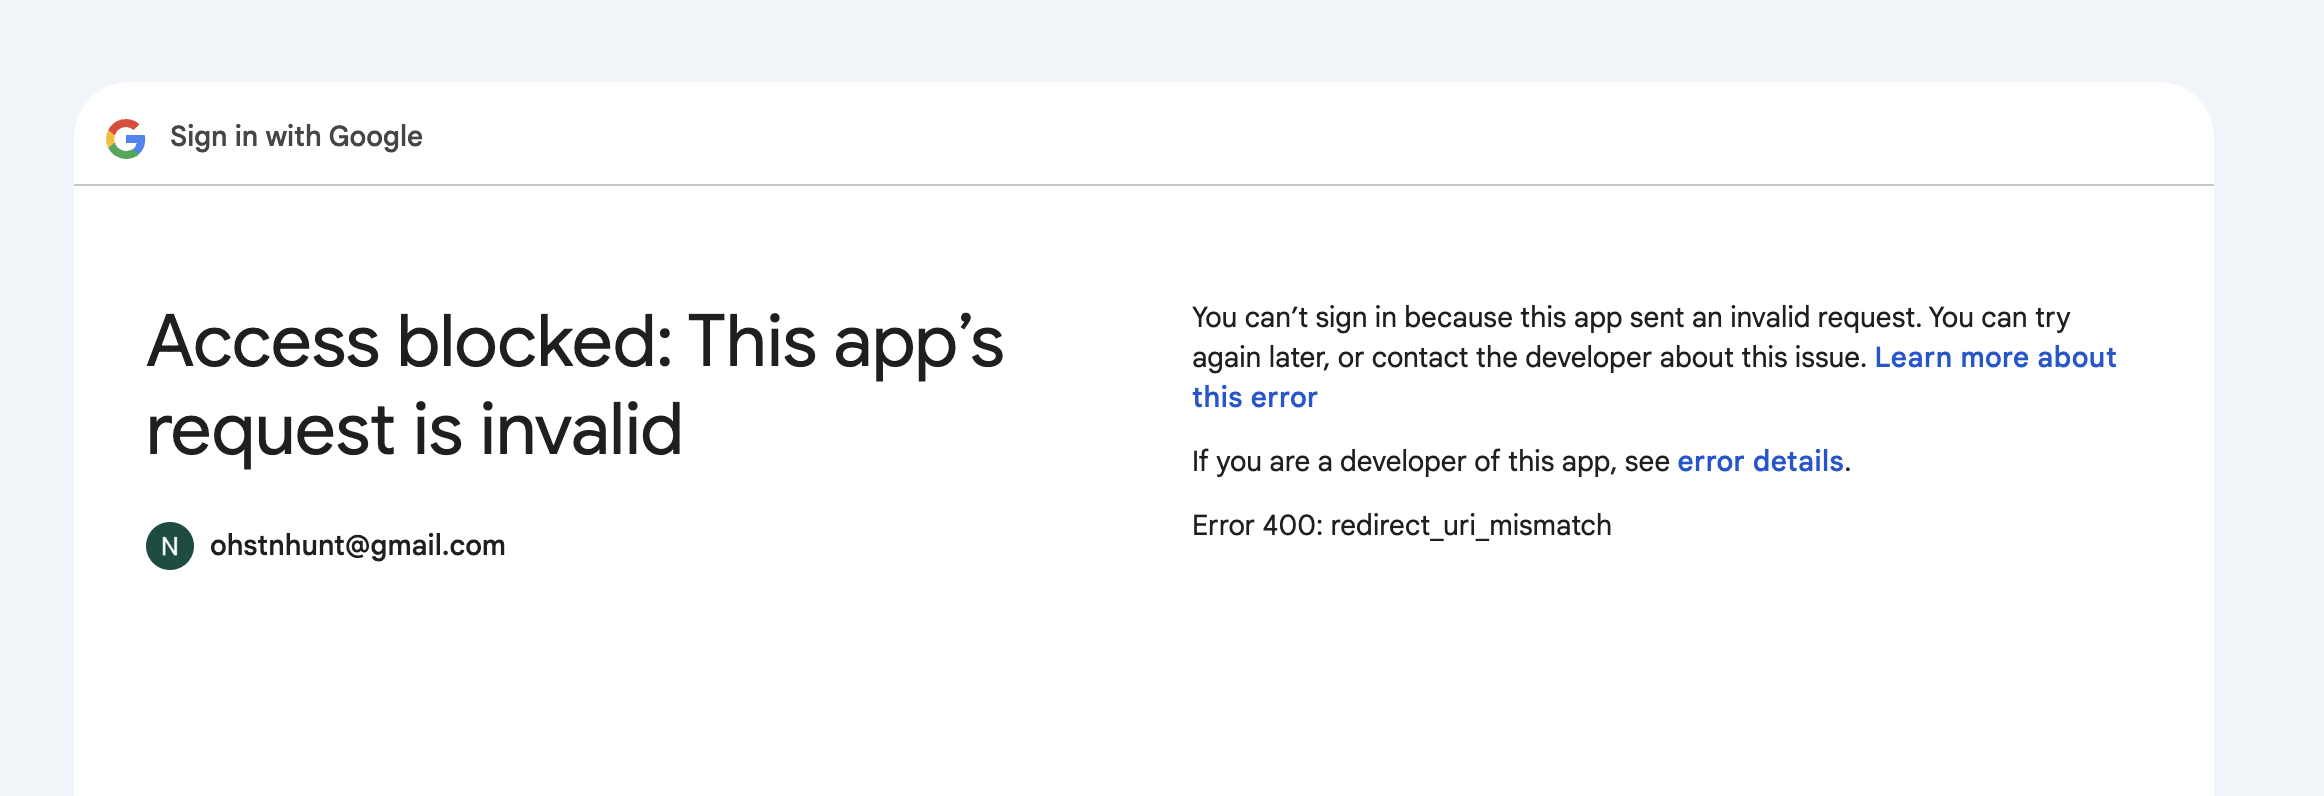 Sign in with Google
Access blocked: This app’s
request is invalid
N
ohstnhunt@gmail.com
You can’t sign in because this app sent an invalid request. You can try
again later, or contact the developer about this issue. Learn more about
this error
If you are a developer of this app, see error details.
Error 400: redirect_uri_mismatch